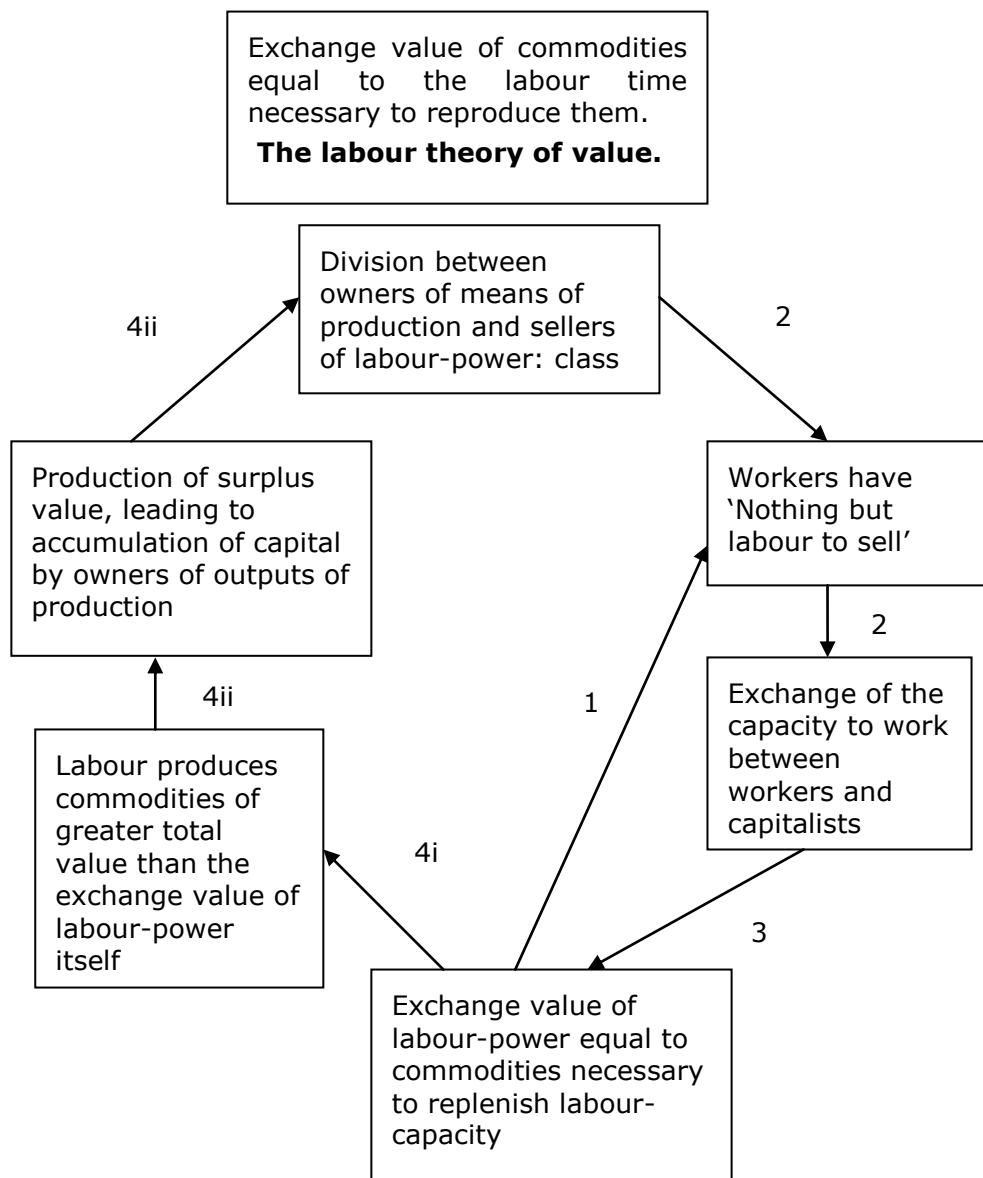 Exchange value of commodities
equal to the labour time
necessary to reproduce them.
The labour theory of value.
Division between
owners of means of
production and sellers
of labour-power: class
4ii
2
Production of surplus
value, leading to
accumulation of capital
by owners of outputs of
production
Workers have
‘Nothing but
labour to sell’
2
4ii
1
Exchange of the
capacity to work
between
workers and
capitalists
Labour produces
commodities of
greater total
value than the
exchange value of
labour-power
itself
4i
3
Exchange value of
labour-power equal to
commodities necessary
to replenish labour-
capacity